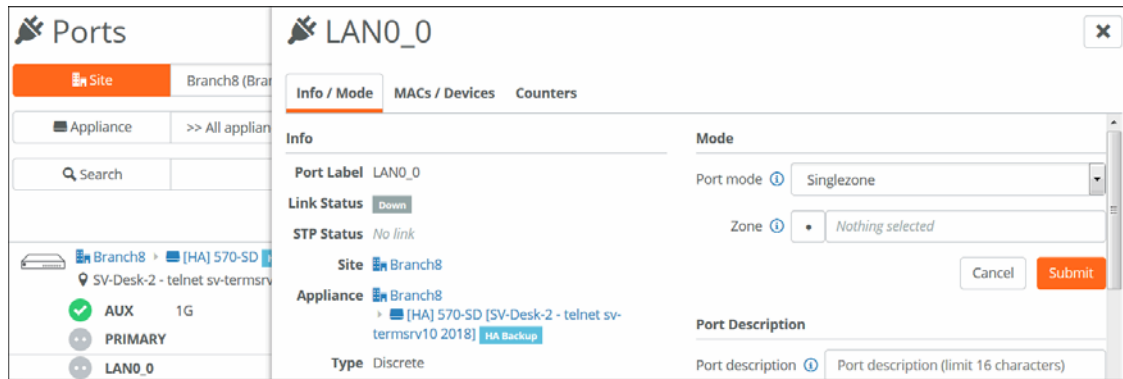 Ports
Site
Branch8 (Bran
Appliance
>> All applian
Search
Branch8 [HA] 570-SD
SV-Desk-2 - telnet sv-termsrv
AUX 1G
PRIMARY
LAN0_0
LAN0_0
Info / Mode MACs / Devices Counters
Info
Port Label LAN0_0
Link Status Down
STP Status No link
Site Branch8
Appliance Branch8
[HA] 570-SD [SV-Desk-2 - telnet sv-
termsrv10 2018] HA Backup
Type Discrete
Mode
Port mode Singlezone
Zone Nothing selected
Cancel Submit
Port Description
Port description Port description (limit 16 characters)